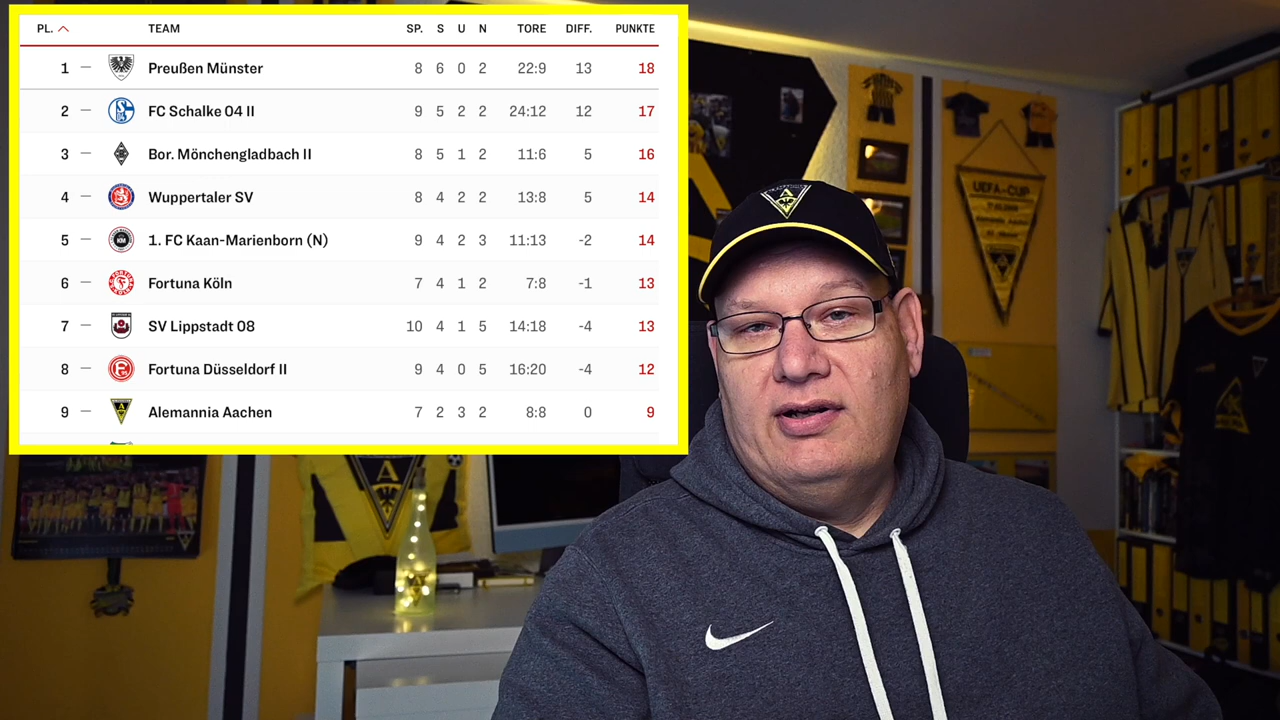 PL. TEAM SP. S U N TORE DIFF. PUNKTE
1 — Preußen Münster 8 6 0 2 22:9 13 18
2 — FC Schalke 04 II 9 5 2 2 24:12 12 17
3 — Bor. Mönchengladbach II 8 5 1 2 11:6 5 16
4 — Wuppertaler SV 8 4 2 2 13:8 5 14
5 — 1. FC Kaan-Marienborn (N) 9 4 2 3 11:13 -2 14
6 — Fortuna Köln 7 4 1 2 7:8 -1 13
7 — SV Lippstadt 08 10 4 1 5 14:18 -4 13
8 — Fortuna Düsseldorf II 9 4 0 5 16:20 -4 12
9 — Alemannia Aachen 7 2 3 2 8:8 0 9
UEFA-CUP
A
A